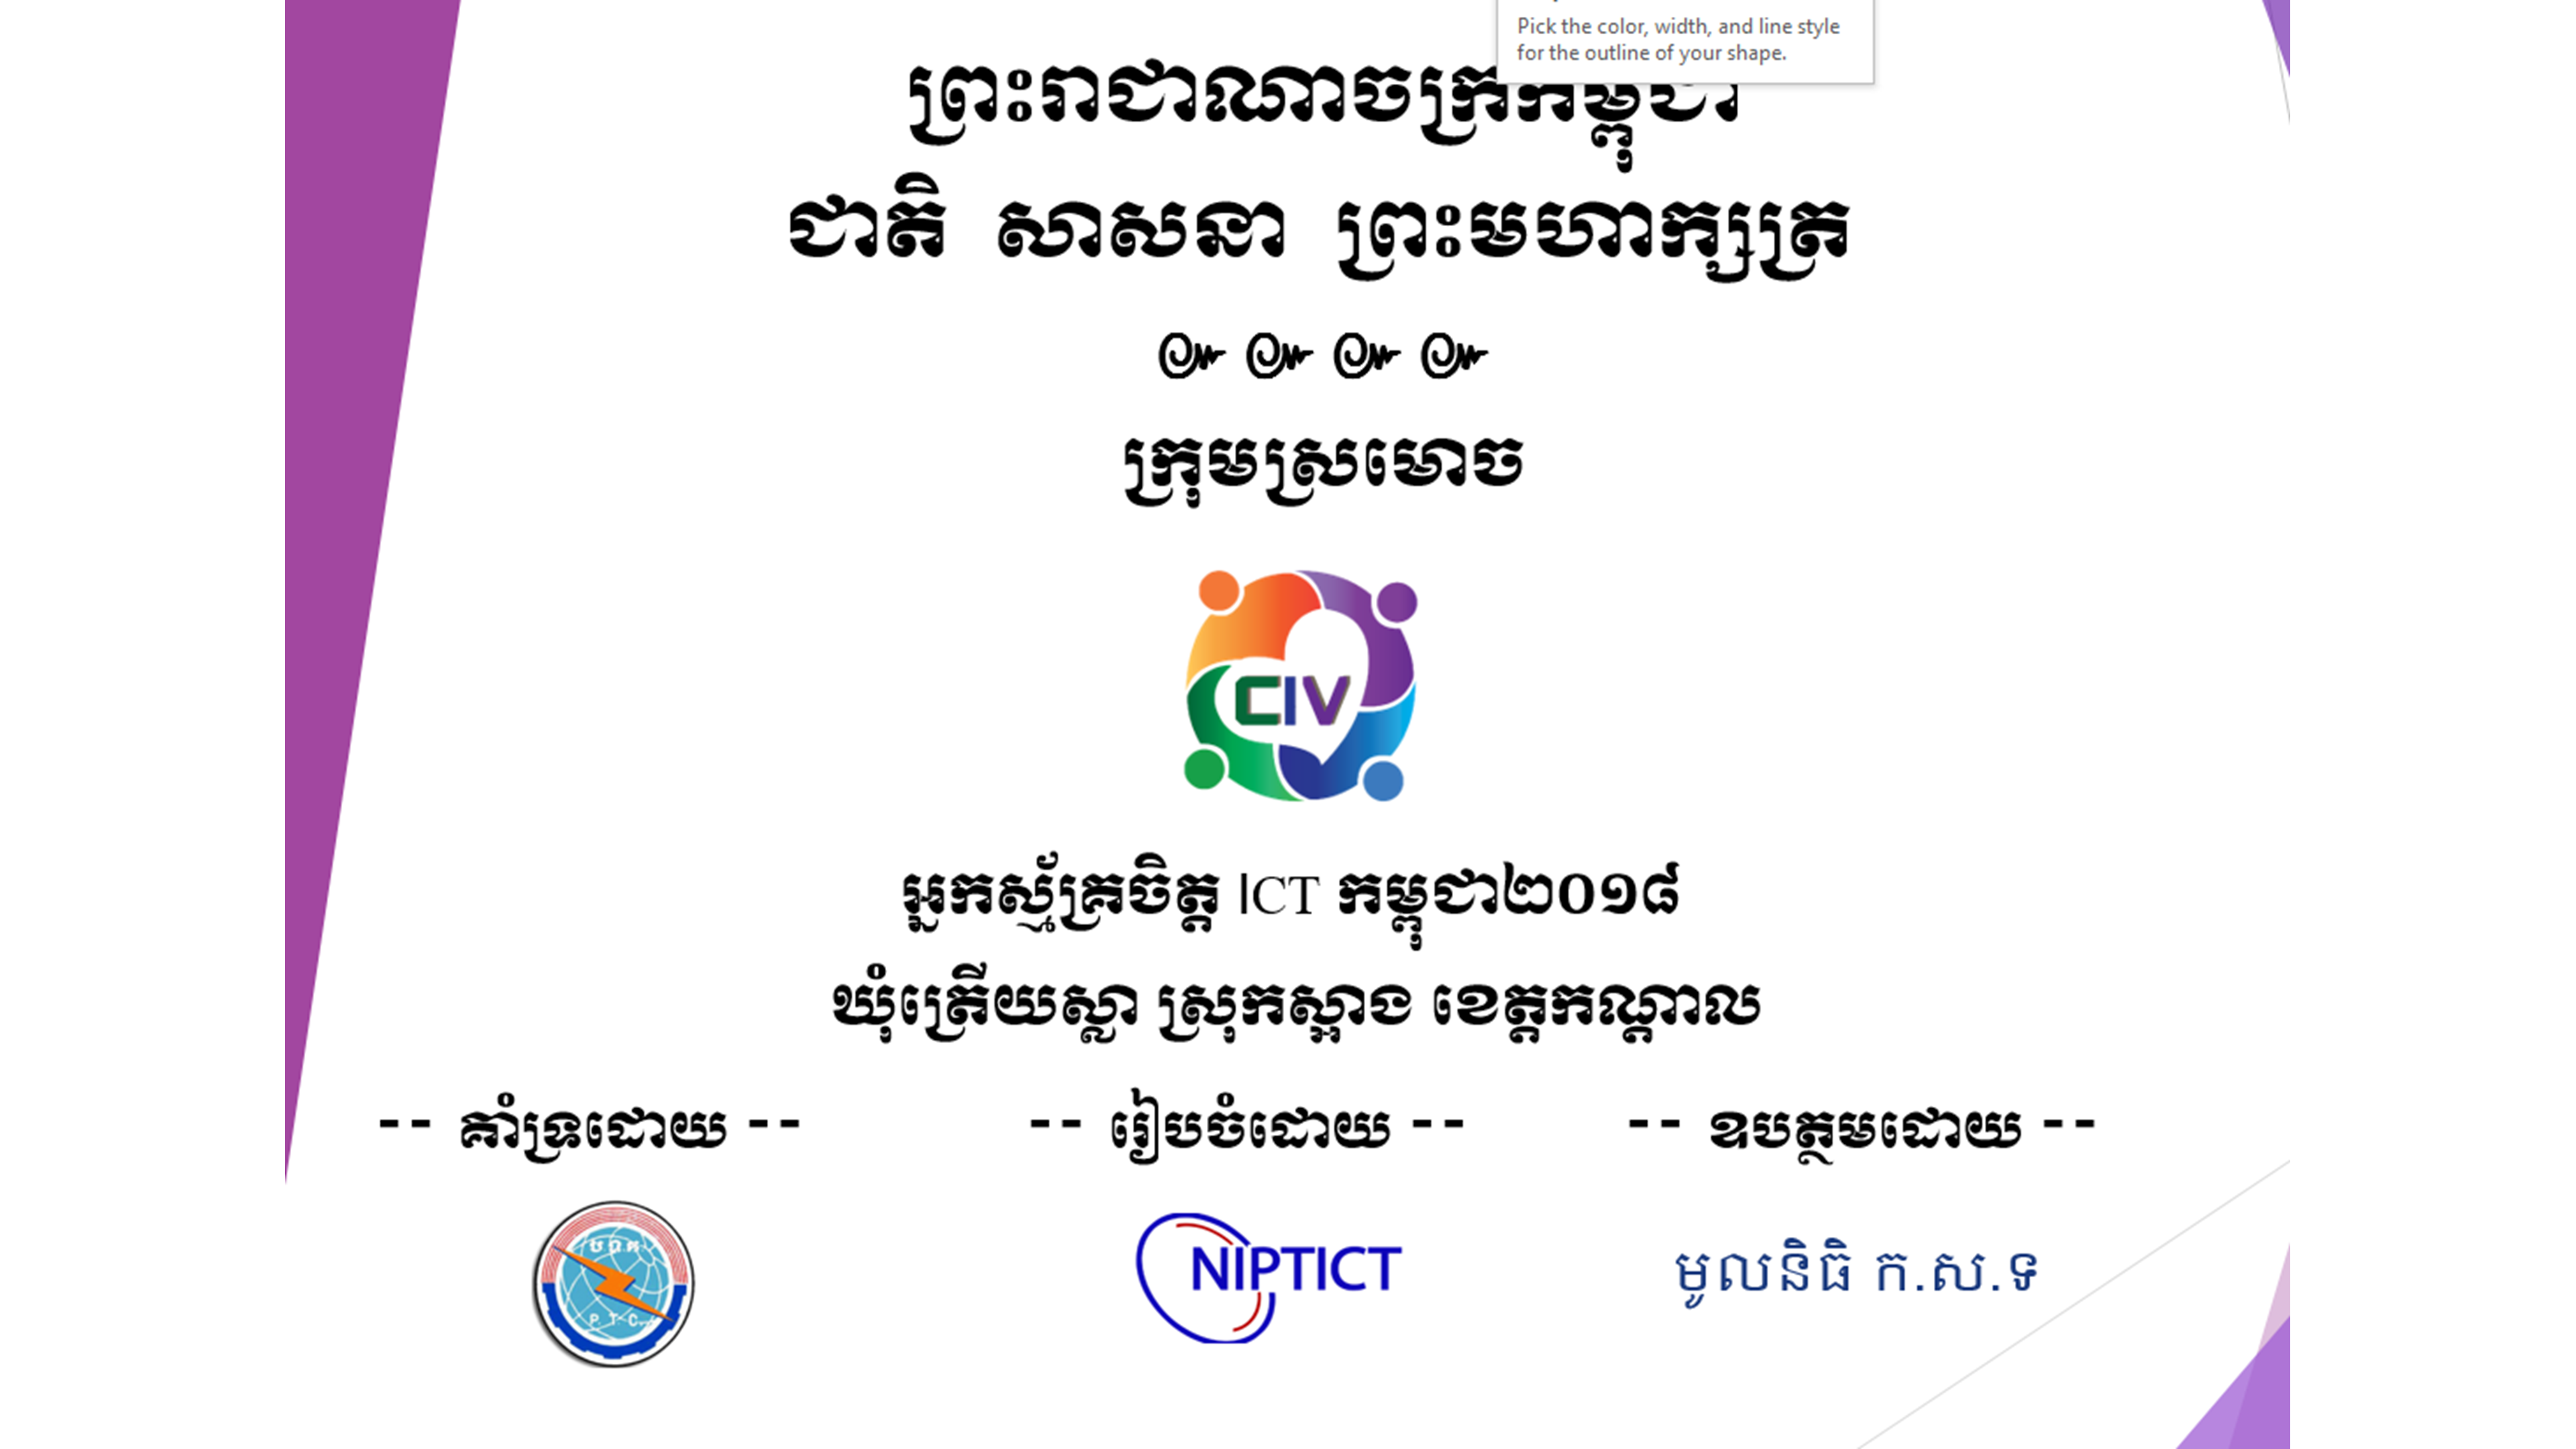 Pick the color, width, and line style
for the outline of your shape.
ព្រះរាជាណាចក្រកម្ពុជា
ជាតិ សាសនា ព្រះមហាក្សត្រ
ក្រុមស្រមោច
CIV
អ្នកស្ម័គ្រចិត្ត ICT កម្ពុជា២០១៨
ឃុំត្រើយស្លា ស្រុកស្អាង ខេត្តកណ្ដាល
-- គាំទ្រដោយ -- -- រៀបចំដោយ -- -- ឧបត្ថមដោយ --
P.T.C
NIPTICT
មូលនិធិ ក.ស.ទ